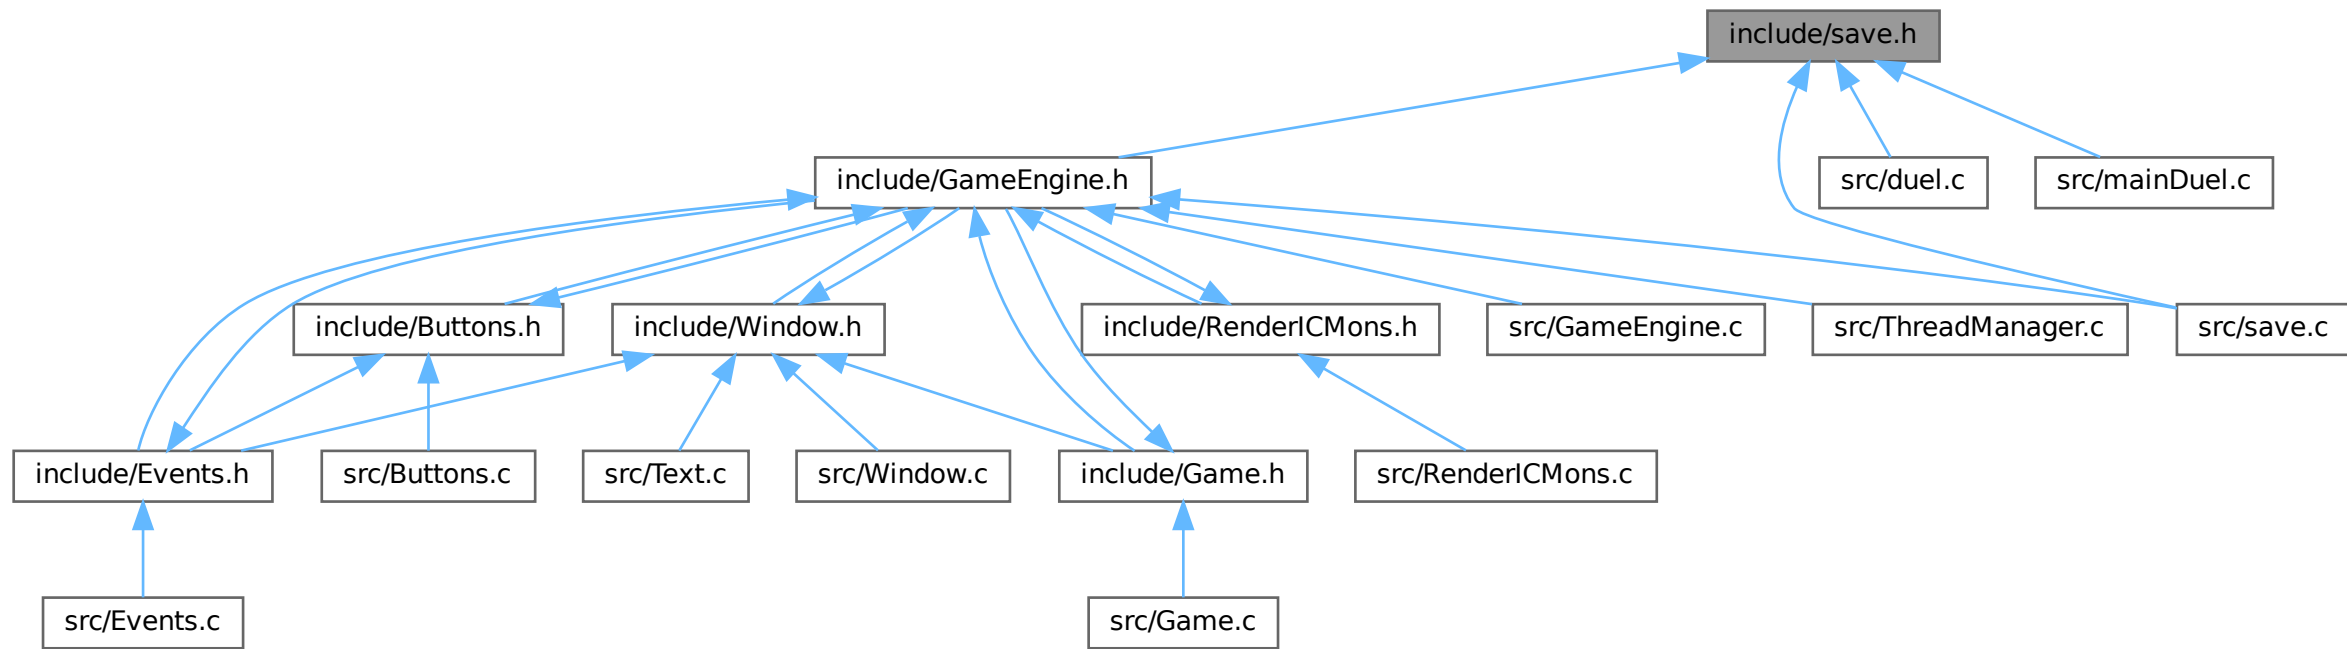 include/save.h
include/GameEngine.h
src/duel.c
src/mainDuel.c
include/Buttons.h
include/Window.h
include/RenderICMons.h
src/GameEngine.c
src/ThreadManager.c
src/save.c
include/Events.h
src/Buttons.c
src/Text.c
src/Window.c
include/Game.h
src/RenderICMons.c
src/Events.c
src/Game.c